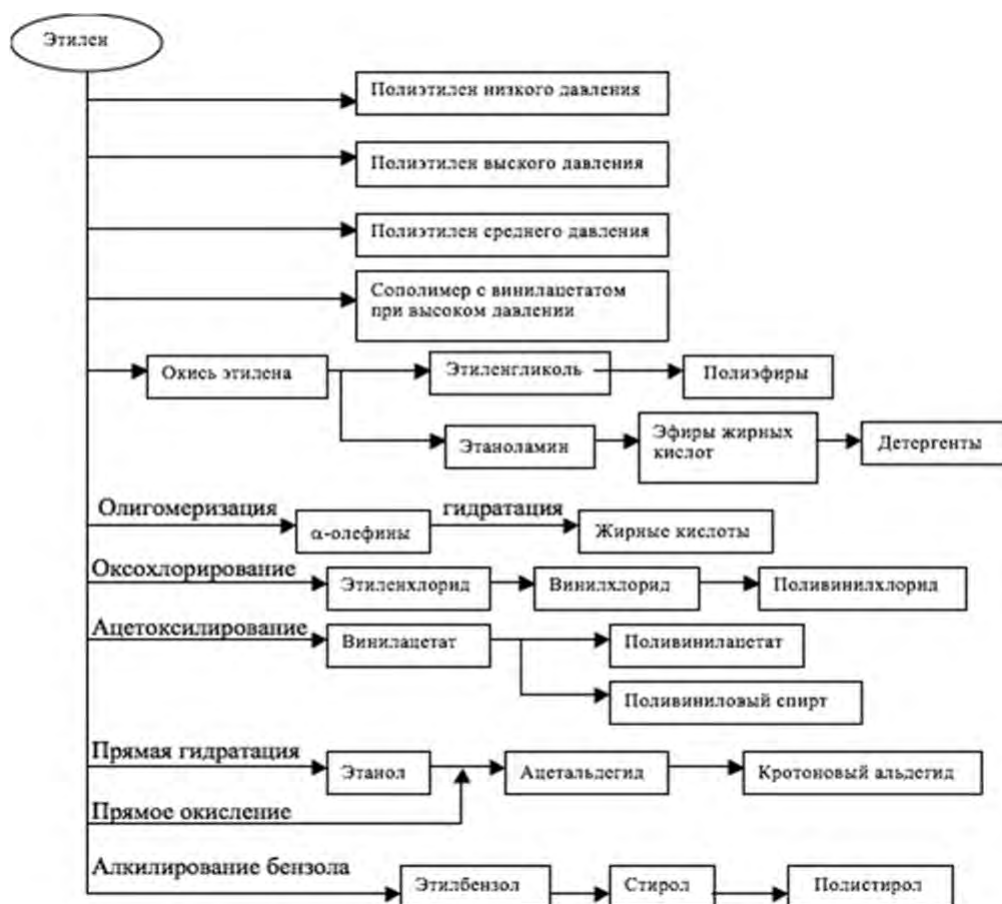 Этилен
Полиэтилен низкого давления
Полиэтилен выского давления
Полиэтилен среднего давления
Сополимер с винилацетатом
при высоком давлении
Окись этилена
Этиленгликоль
Полиэфиры
Этаноламин
Эфиры жирных
кислот
Детергенты
Олигомеризация
α-олефины
гидратация
Жирные кислоты
Оксохлорирование
Этиленхлорид
Винилхлорид
Поливинилхлорид
Ацетоксилирование
Винилацетат
Поливинилацетат
Поливиниловый спирт
Прямая гидратация
Этанол
Ацетальдегид
Кротоновый альдегид
Прямое окисление
Алкилирование бензола
Этилбензол
Стирол
Полистирол